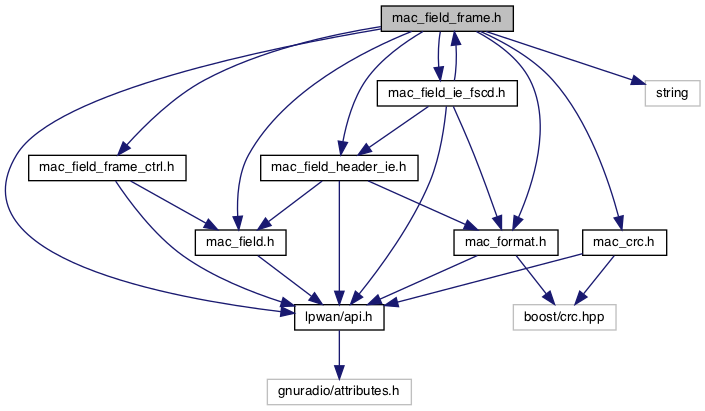 mac_field_frame.h
mac_field_ie_fscd.h
string
mac_field_frame_ctrl.h
mac_field_header_ie.h
mac_field.h
mac_format.h
mac_crc.h
lpwan/api.h
boost/crc.hpp
gnuradio/attributes.h